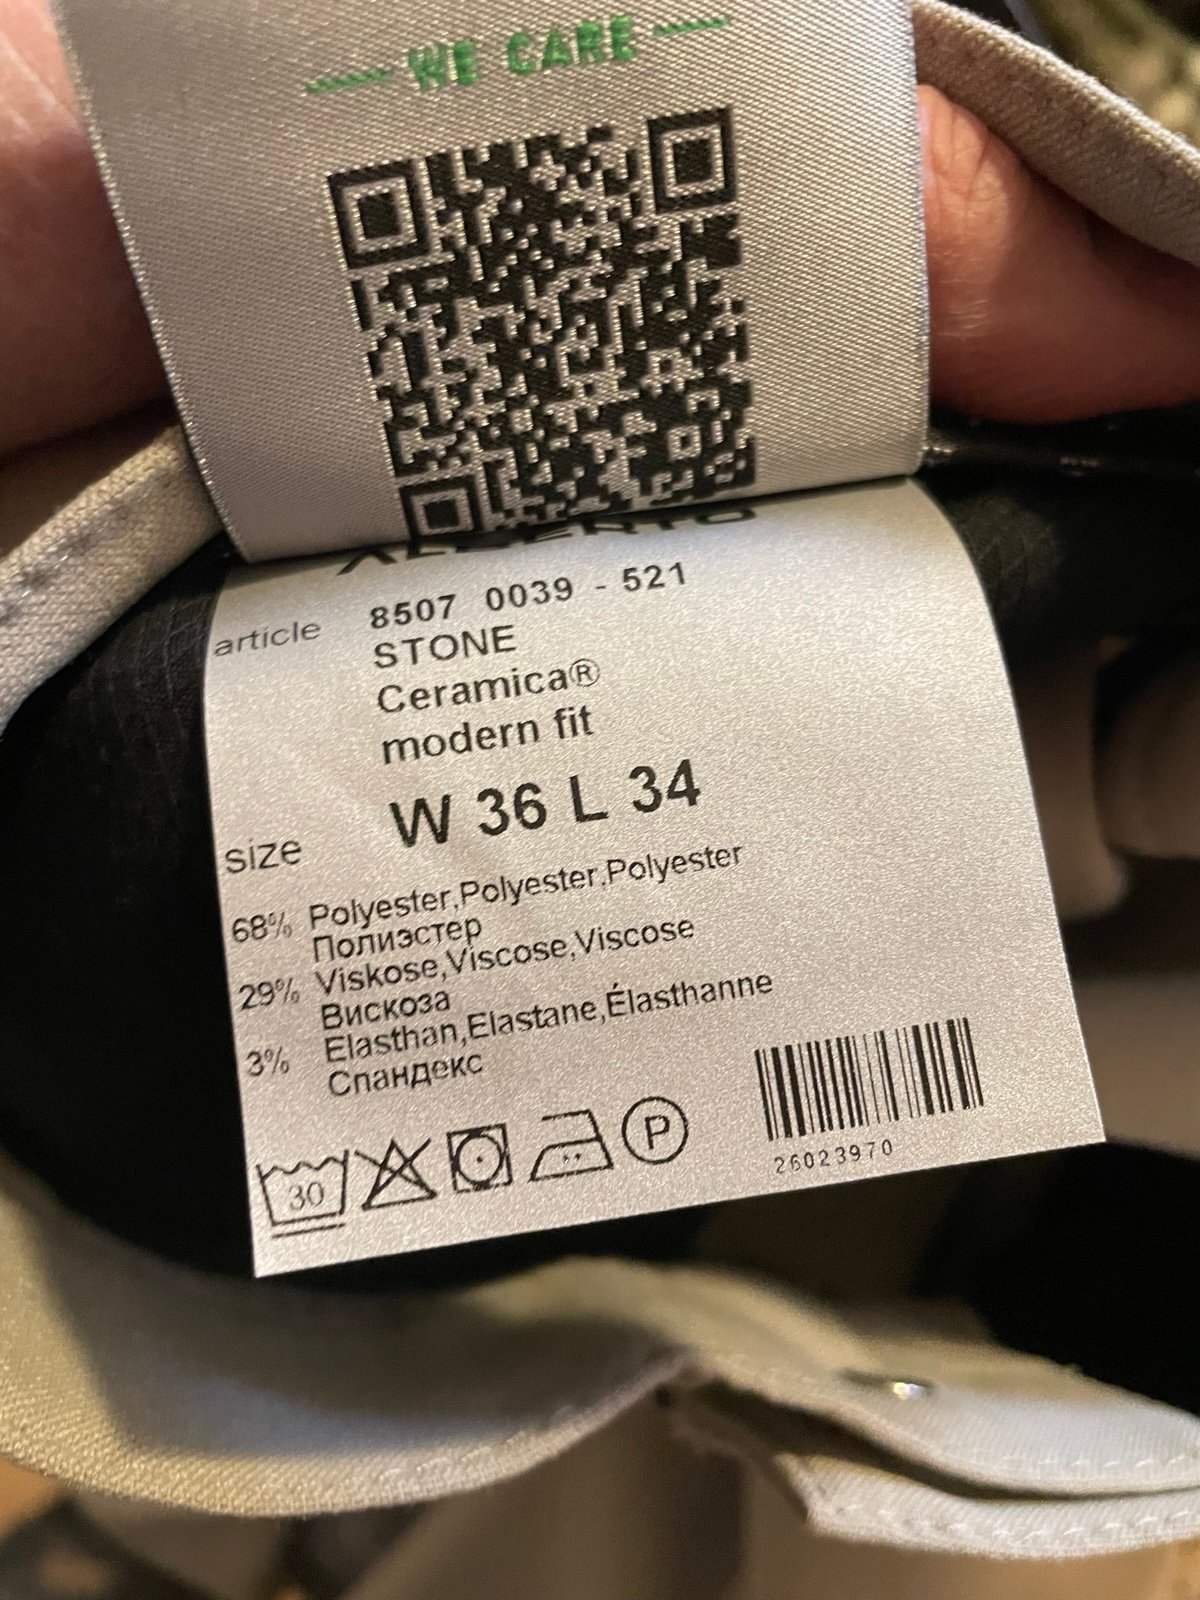 WE CARE
ALBERTO
article 8507 0039 - 521
STONE
Ceramica®
modern fit
size W 36 L 34
68% Polyester,Polyester,Polyester
Полиэстер
29% Viskose,Viscose,Viscose
Вискоза
3% Elasthan,Elastane,Élasthanne
Спандекс
30 P
26023970